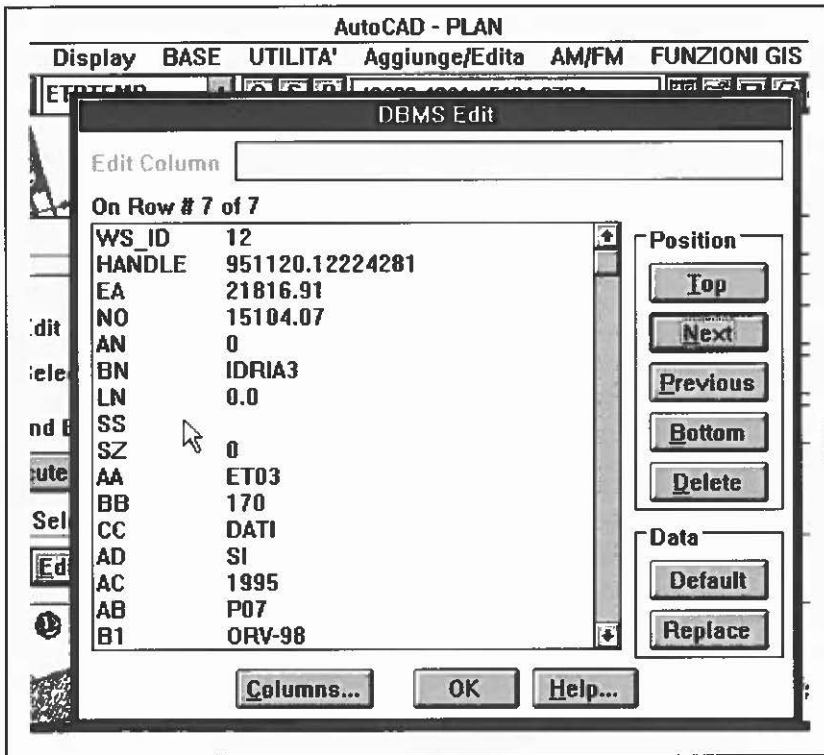 AutoCAD - PLAN
Display BASE UTILITA' Aggiunge/Edita AM/FM FUNZIONI GIS
DBMS Edit
Edit Column
On Row # 7 of 7
WS_ID 12
HANDLE 951120.12224281
EA 21816.91
NO 15104.07
AN 0
BN IDRIA3
LN 0.0
SS
SZ 0
AA ET03
BB 170
CC DATI
AD SI
AC 1995
AB P07
B1 ORV-98
Position
Top
Next
Previous
Bottom
Delete
Data
Default
Replace
Columns... OK Help...